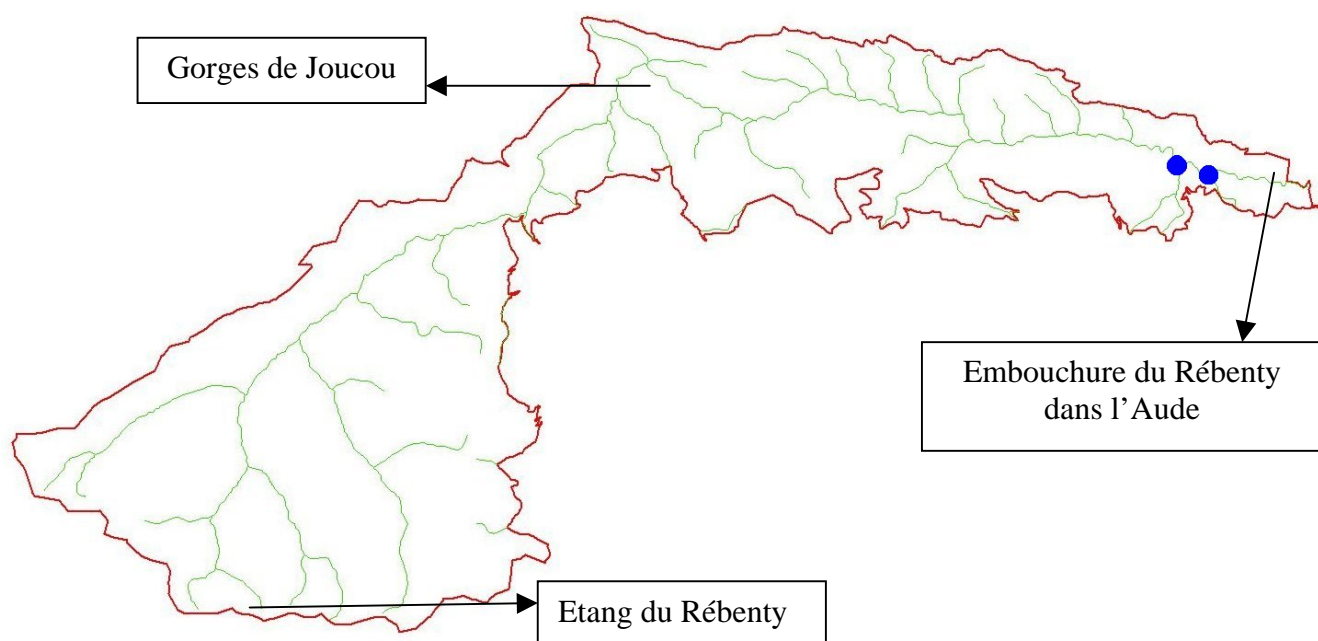 Gorges de Joucou
Embouchure du Rébenty
dans l’Aude
Etang du Rébenty